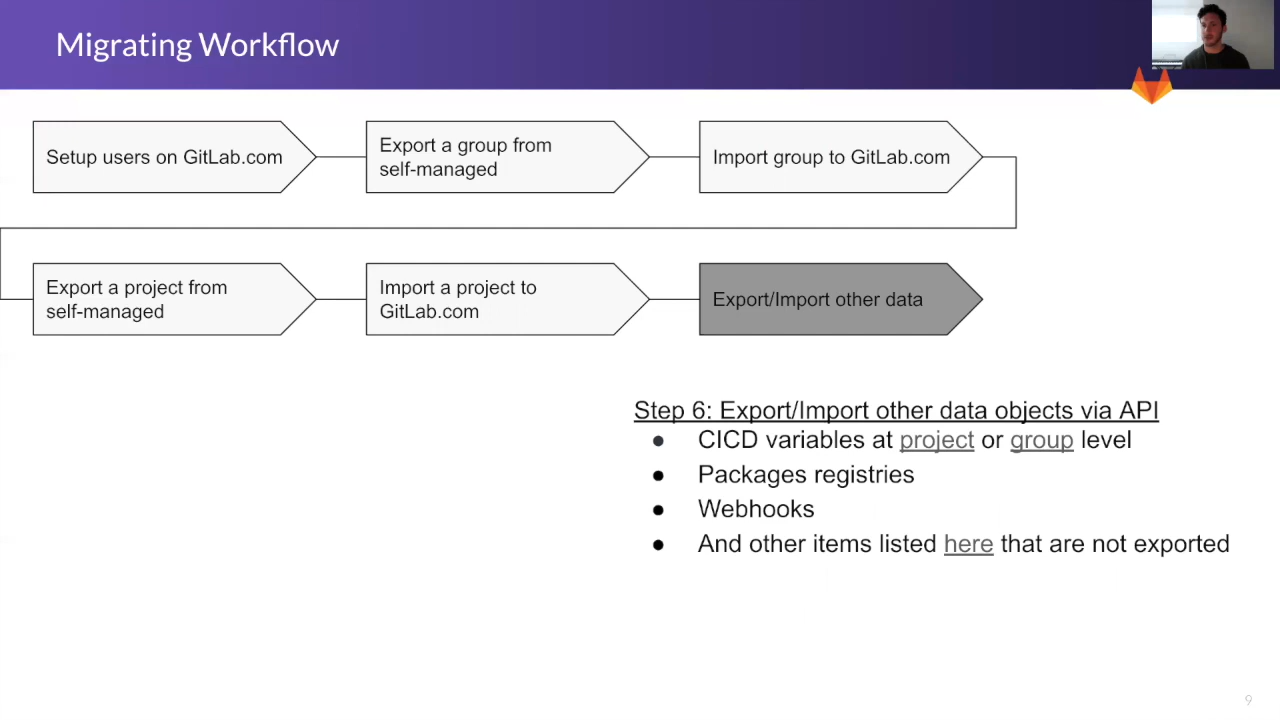 Migrating Workflow
Setup users on GitLab.com
Export a group from
self-managed
Import group to GitLab.com
Export a project from
self-managed
Import a project to
GitLab.com
Export/Import other data
Step 6: Export/Import other data objects via API
● CICD variables at project or group level
● Packages registries
● Webhooks
● And other items listed here that are not exported
9